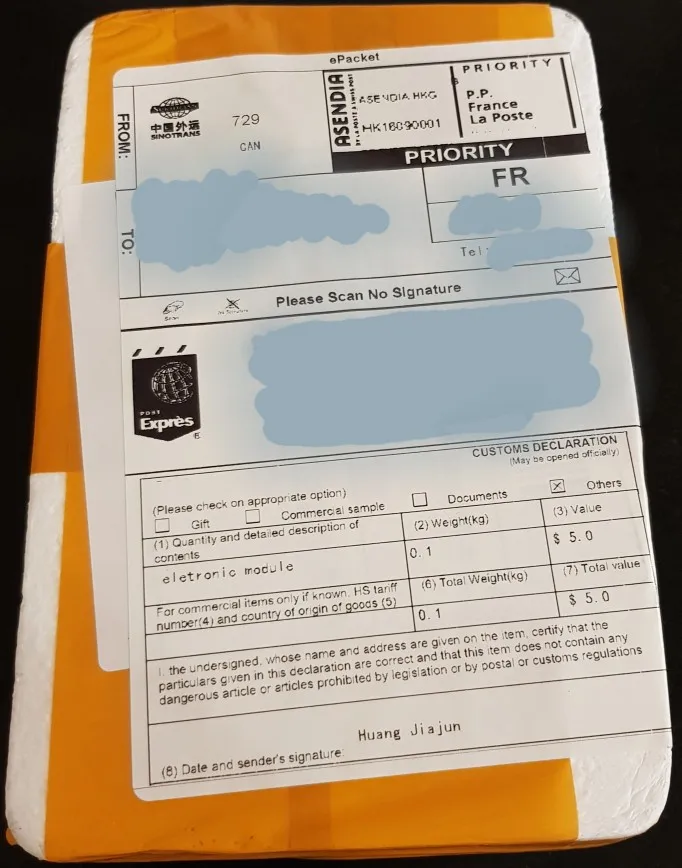 ePacket
FROM:
中国外运
SINOTRANS
729
CAN
ASENDIA
BY LA POSTE & SWISS POST
ASENDIA HKG
HK16090001
PRIORITY
P.P.
France
La Poste
PRIORITY
FR
TO:
Tel:
Please Scan No Signature
POST
Exprès
CUSTOMS DECLARATION
(May be opened officially)
(Please check on appropriate option)
Gift
Commercial sample
Documents
Others
(1) Quantity and detailed description of
contents
(2) Weight(kg)
(3) Value
eletronic module
0.1
$ 5.0
For commercial items only if known, HS tariff
number(4) and country of origin of goods (5)
(6) Total Weight(kg)
(7) Total value
0.1
$ 5.0
I, the undersigned, whose name and address are given on the item, certify that the
particulars given in this declaration are correct and that this item does not contain any
dangerous article or articles prohibited by legislation or by postal or customs regulations
Huang Jiajun
(8) Date and sender's signature: